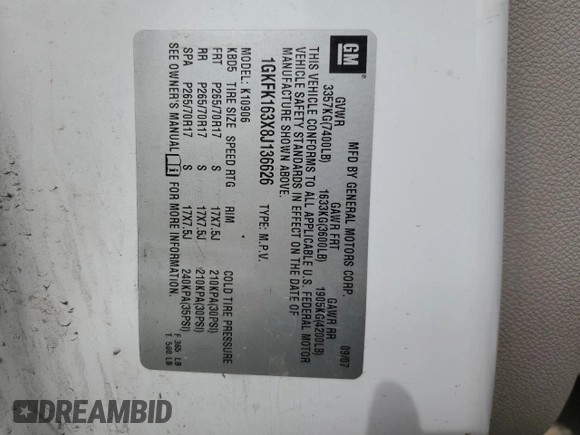 GM
MFD BY GENERAL MOTORS CORP. 09/07
GVWR GAWR FRT GAWR RR
3357KG(7400LB) 1633KG(3600LB) 1905KG(4200LB)
THIS VEHICLE CONFORMS TO ALL APPLICABLE U.S. FEDERAL MOTOR
VEHICLE SAFETY STANDARDS IN EFFECT ON THE DATE OF
MANUFACTURE SHOWN ABOVE.
1GKFK163X8J136626 TYPE: M.P.V.
MODEL: K10906
KBD5 TIRE SIZE SPEED RTG RIM COLD TIRE PRESSURE
FRT P265/70R17 S 17X7.5J 210KPA(30PSI)
RR P265/70R17 S 17X7.5J 210KPA(30PSI)
SPA P265/70R17 S 17X7.5J 240KPA(35PSI)
SEE OWNER'S MANUAL FOR MORE INFORMATION.
F 365 LB
T 500 LB
DREAMBID